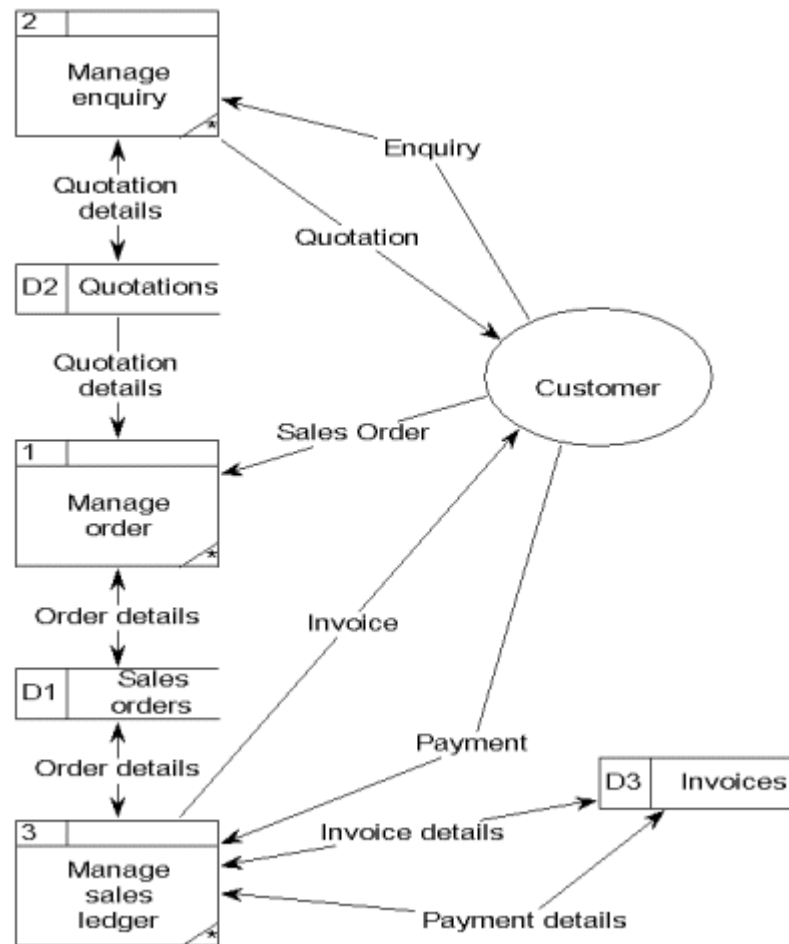 2
Manage
enquiry
*
Enquiry
Quotation
details
Quotation
D2 Quotations
Quotation
details
Customer
Sales Order
1
Manage
order
*
Order details
Invoice
D1 Sales
orders
Payment
Order details
D3 Invoices
3
Invoice details
Manage
sales
ledger
*
Payment details